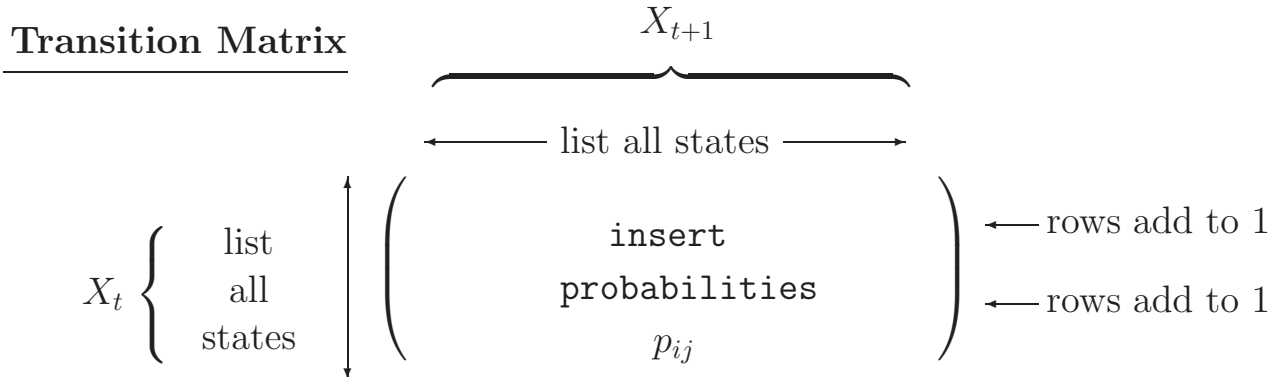 Transition Matrix
X_{t+1}
list all states
X_t
list
all
states
insert
probabilities
p_{ij}
rows add to 1
rows add to 1